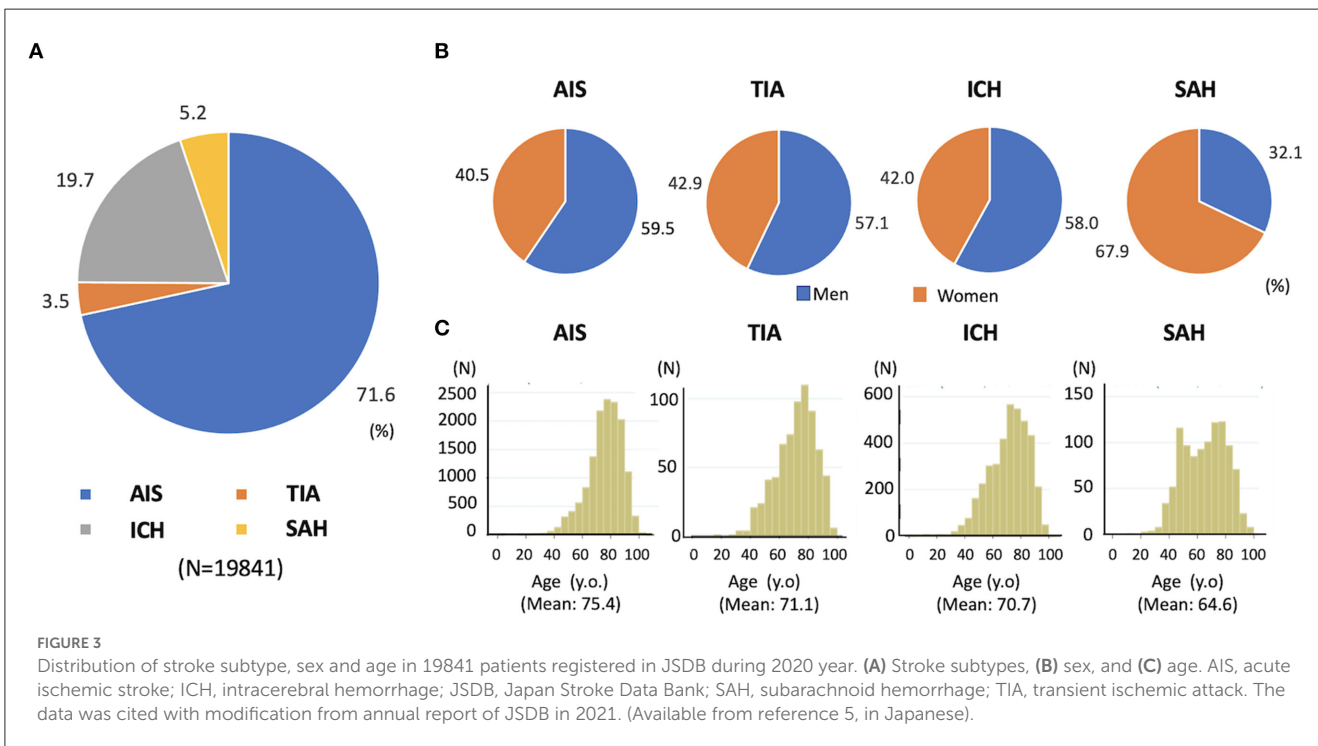 A
5.2
19.7
3.5
71.6
(%)
AIS
TIA
ICH
SAH
(N=19841)
B
AIS
TIA
ICH
SAH
40.5
59.5
42.9
57.1
42.0
58.0
32.1
67.9
Men
Women
(%)
C
AIS
(N)
2500
2000
1500
1000
500
0
0 20 40 60 80 100
Age (y.o.)
(Mean: 75.4)
TIA
(N)
100
50
0
0 20 40 60 80 100
Age (y.o)
(Mean: 71.1)
ICH
(N)
600
400
200
0
0 20 40 60 80 100
Age (y.o)
(Mean: 70.7)
SAH
(N)
150
100
50
0
0 20 40 60 80 100
Age (y.o)
(Mean: 64.6)
FIGURE 3
Distribution of stroke subtype, sex and age in 19841 patients registered in JSDB during 2020 year. (A) Stroke subtypes, (B) sex, and (C) age. AIS, acute
ischemic stroke; ICH, intracerebral hemorrhage; JSDB, Japan Stroke Data Bank; SAH, subarachnoid hemorrhage; TIA, transient ischemic attack. The
data was cited with modification from annual report of JSDB in 2021. (Available from reference 5, in Japanese).